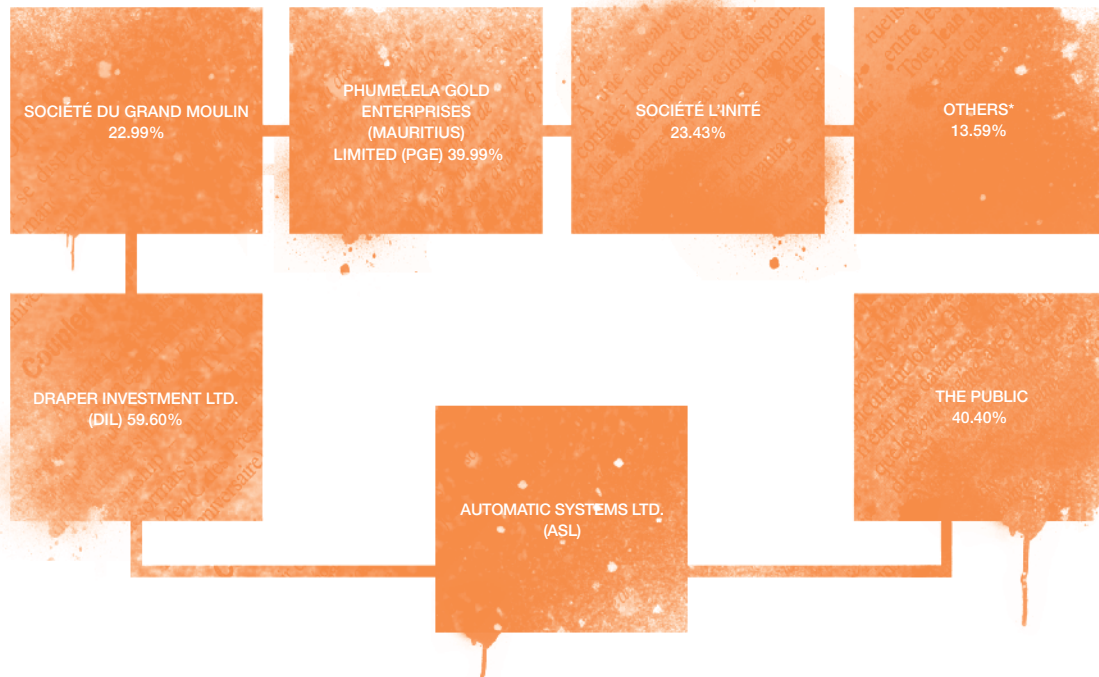 SOCIÉTÉ DU GRAND MOULIN
22.99%
PHUMELELA GOLD
ENTERPRISES
(MAURITIUS)
LIMITED (PGE) 39.99%
SOCIÉTÉ L'INITÉ
23.43%
OTHERS*
13.59%
DRAPER INVESTMENT LTD.
(DIL) 59.60%
THE PUBLIC
40.40%
AUTOMATIC SYSTEMS LTD.
(ASL)